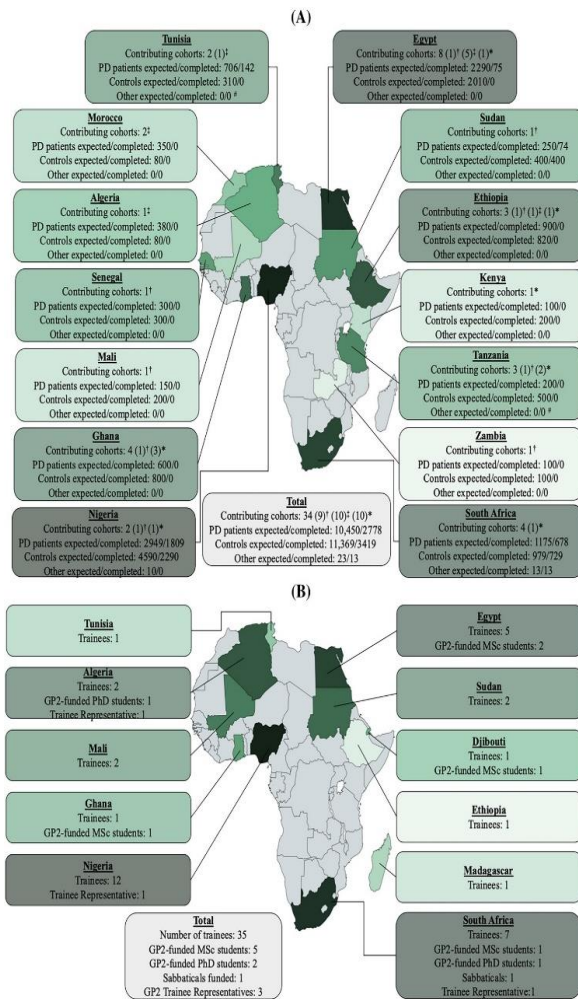 (A)
Tunisia
Contributing cohorts: 2 (1)‡
PD patients expected/completed: 706/142
Controls expected/completed: 310/0
Other expected/completed: 0/0 #
Egypt
Contributing cohorts: 8 (1)† (5)‡ (1)*
PD patients expected/completed: 2290/75
Controls expected/completed: 2010/0
Other expected/completed: 0/0
Morocco
Contributing cohorts: 2‡
PD patients expected/completed: 350/0
Controls expected/completed: 80/0
Other expected/completed: 0/0
Sudan
Contributing cohorts: 1†
PD patients expected/completed: 250/74
Controls expected/completed: 400/400
Other expected/completed: 0/0
Algeria
Contributing cohorts: 1‡
PD patients expected/completed: 380/0
Controls expected/completed: 80/0
Other expected/completed: 0/0
Ethiopia
Contributing cohorts: 3 (1)† (1)‡ (1)*
PD patients expected/completed: 900/0
Controls expected/completed: 820/0
Other expected/completed: 0/0
Senegal
Contributing cohorts: 1†
PD patients expected/completed: 300/0
Controls expected/completed: 300/0
Other expected/completed: 0/0
Kenya
Contributing cohorts: 1*
PD patients expected/completed: 100/0
Controls expected/completed: 200/0
Other expected/completed: 0/0
Mali
Contributing cohorts: 1†
PD patients expected/completed: 150/0
Controls expected/completed: 200/0
Other expected/completed: 0/0
Tanzania
Contributing cohorts: 3 (1)† (2)*
PD patients expected/completed: 200/0
Controls expected/completed: 500/0
Other expected/completed: 0/0 #
Ghana
Contributing cohorts: 4 (1)† (3)*
PD patients expected/completed: 600/0
Controls expected/completed: 800/0
Other expected/completed: 0/0
Zambia
Contributing cohorts: 1†
PD patients expected/completed: 100/0
Controls expected/completed: 100/0
Other expected/completed: 0/0
Nigeria
Contributing cohorts: 2 (1)† (1)*
PD patients expected/completed: 2949/1809
Controls expected/completed: 4590/2290
Other expected/completed: 10/0
Total
Contributing cohorts: 34 (9)† (10)‡ (10)*
PD patients expected/completed: 10,450/2778
Controls expected/completed: 11,369/3419
Other expected/completed: 23/13
South Africa
Contributing cohorts: 4 (1)*
PD patients expected/completed: 1175/678
Controls expected/completed: 979/729
Other expected/completed: 13/13
(B)
Tunisia
Trainees: 1
Egypt
Trainees: 5
GP2-funded MSc students: 2
Algeria
Trainees: 2
GP2-funded PhD students: 1
Trainee Representative: 1
Sudan
Trainees: 2
Mali
Trainees: 2
Djibouti
Trainees: 1
GP2-funded MSc students: 1
Ghana
Trainees: 1
GP2-funded MSc students: 1
Ethiopia
Trainees: 1
Nigeria
Trainees: 12
Trainee Representative: 1
Madagascar
Trainees: 1
Total
Number of trainees: 35
GP2-funded MSc students: 5
GP2-funded PhD students: 2
Sabbaticals funded: 1
GP2 Trainee Representatives: 3
South Africa
Trainees: 7
GP2-funded MSc students: 1
GP2-funded PhD students: 1
Sabbaticals: 1
Trainee Representative:1